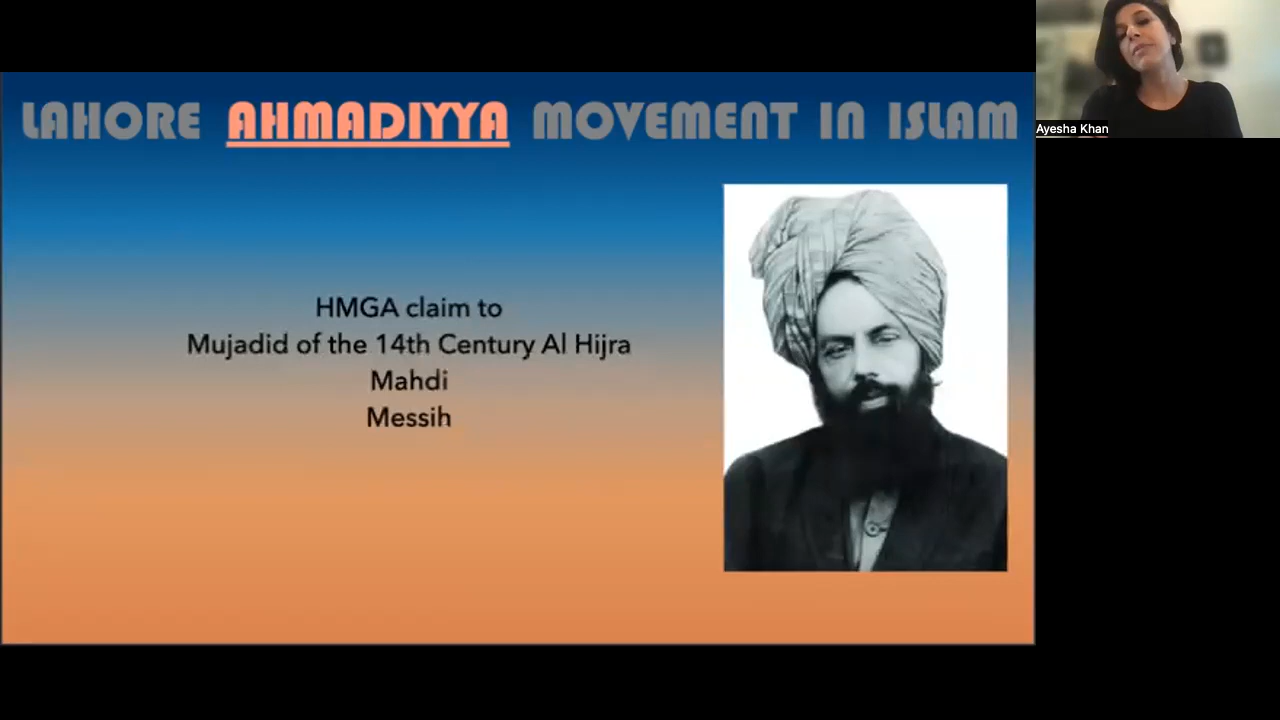 LAHORE AHMADIYYA MOVEMENT IN ISLAM
Ayesha Khan
HMGA claim to
Mujadid of the 14th Century Al Hijra
Mahdi
Messih